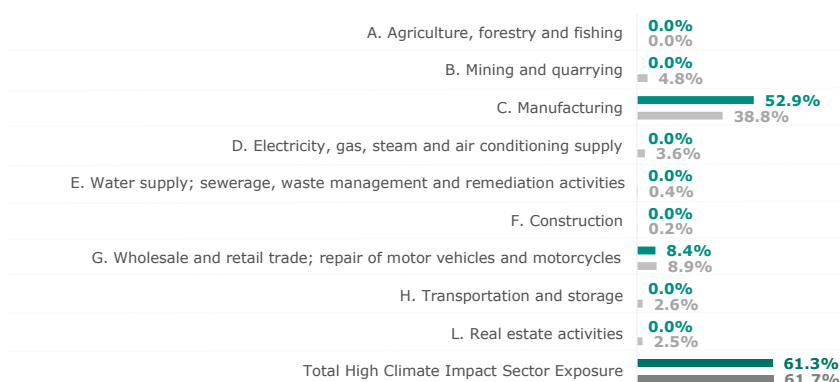 A. Agriculture, forestry and fishing 0.0%
0.0%
B. Mining and quarrying 0.0%
4.8%
C. Manufacturing 52.9%
38.8%
D. Electricity, gas, steam and air conditioning supply 0.0%
3.6%
E. Water supply; sewerage, waste management and remediation activities 0.0%
0.4%
F. Construction 0.0%
0.2%
G. Wholesale and retail trade; repair of motor vehicles and motorcycles 8.4%
8.9%
H. Transportation and storage 0.0%
2.6%
L. Real estate activities 0.0%
2.5%
Total High Climate Impact Sector Exposure 61.3%
61.7%